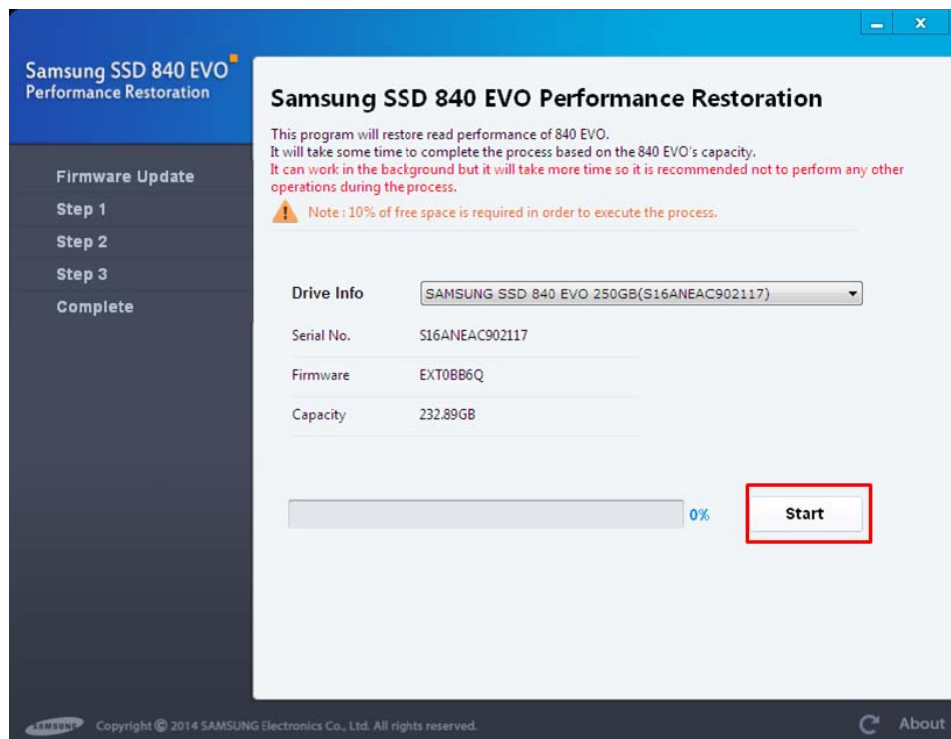 Samsung SSD 840 EVO
Performance Restoration
Firmware Update
Step 1
Step 2
Step 3
Complete
Samsung SSD 840 EVO Performance Restoration
This program will restore read performance of 840 EVO.
It will take some time to complete the process based on the 840 EVO's capacity.
It can work in the background but it will take more time so it is recommended not to perform any other
operations during the process.
Note : 10% of free space is required in order to execute the process.
Drive Info SAMSUNG SSD 840 EVO 250GB(S16ANEAC902117)
Serial No. S16ANEAC902117
Firmware EXT0BB6Q
Capacity 232.89GB
0% Start
SAMSUNG Copyright © 2014 SAMSUNG Electronics Co., Ltd. All rights reserved. About